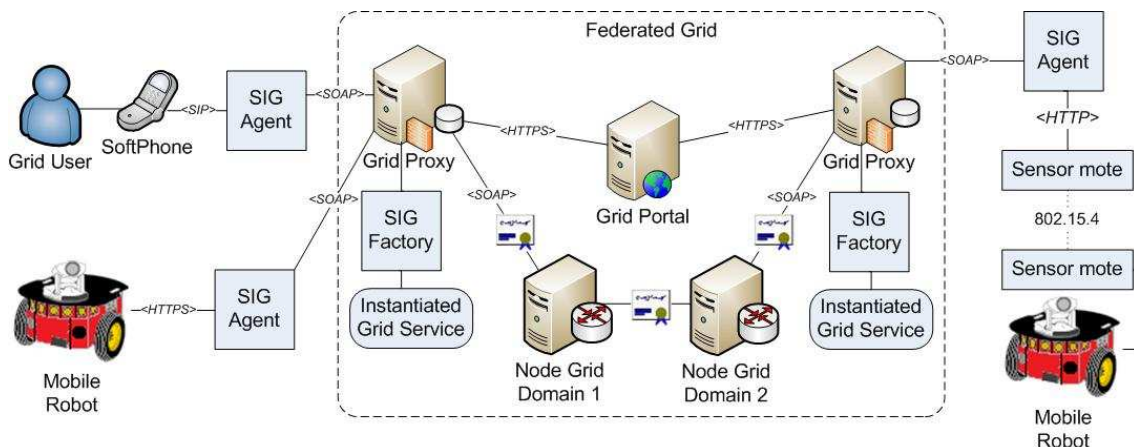 Federated Grid
Grid User
SoftPhone
<SIP>
SIG
Agent
<SOAP>
Grid Proxy
<HTTPS>
Grid Portal
<HTTPS>
Grid Proxy
<SOAP>
SIG
Agent
<HTTP>
Sensor mote
802.15.4
Sensor mote
Mobile
Robot
<SOAP>
SIG
Factory
Instantiated
Grid Service
<SOAP>
Node Grid
Domain 1
Node Grid
Domain 2
<SOAP>
SIG
Factory
Instantiated
Grid Service
Mobile
Robot
<HTTPS>
SIG
Agent